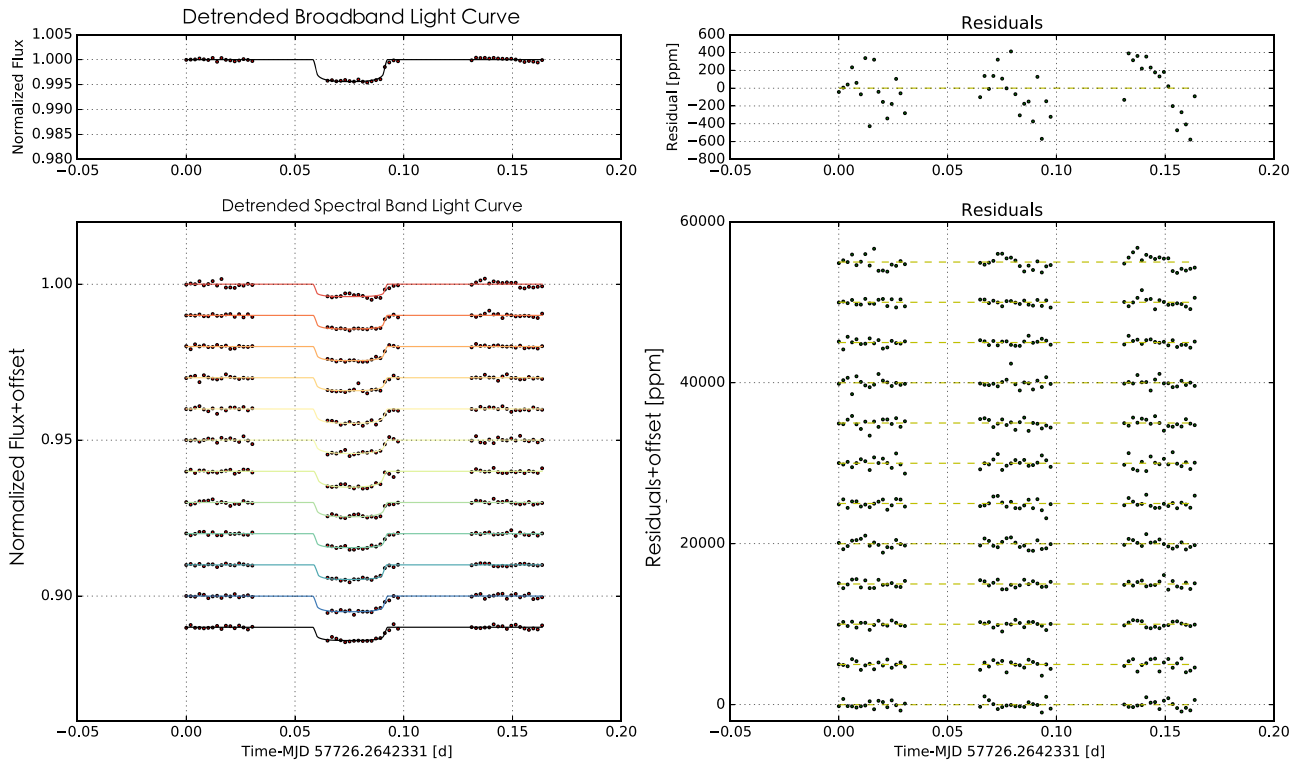 Detrended Broadband Light Curve
Normalized Flux
1.005
1.000
0.995
0.990
0.985
0.980
−0.05 0.00 0.05 0.10 0.15 0.20
Residuals
Residual [ppm]
600
400
200
0
−200
−400
−600
−800
−0.05 0.00 0.05 0.10 0.15 0.20
Detrended Spectral Band Light Curve
Normalized Flux+offset
1.00
0.95
0.90
−0.05 0.00 0.05 0.10 0.15 0.20
Time-MJD 57726.2642331 [d]
Residuals
Residuals+offset [ppm]
60000
40000
20000
0
−0.05 0.00 0.05 0.10 0.15 0.20
Time-MJD 57726.2642331 [d]